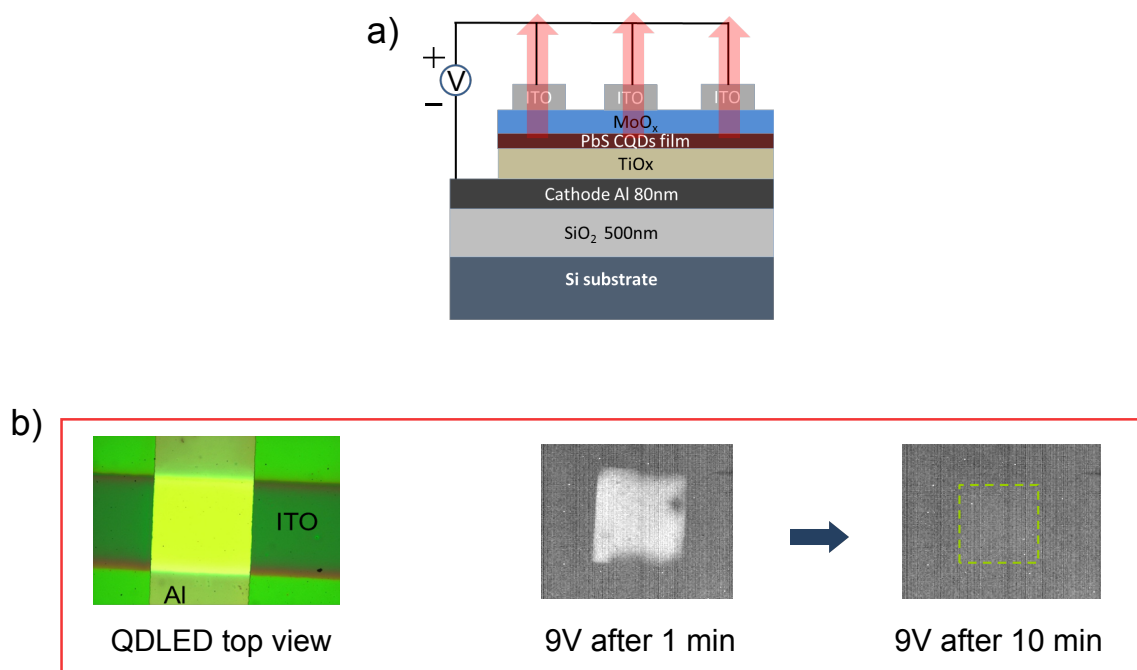 a)
+
V
−
ITO ITO ITO
MoOₓ
PbS CQDs film
TiOx
Cathode Al 80nm
SiO₂ 500nm
Si substrate
b)
ITO
Al
QDLED top view
9V after 1 min
9V after 10 min